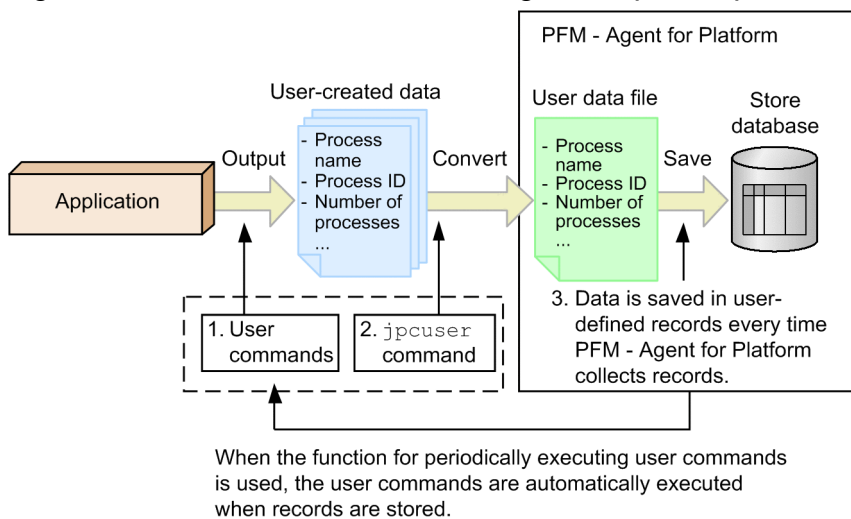 PFM - Agent for Platform
User-created data
User data file
Store
database
Output
Convert
Save
Application
- Process
name
- Process ID
- Number of
processes
...
- Process
name
- Process ID
- Number of
processes
...
1. User
commands
2. jpcuser
command
3. Data is saved in user-
defined records every time
PFM - Agent for Platform
collects records.
When the function for periodically executing user commands
is used, the user commands are automatically executed
when records are stored.